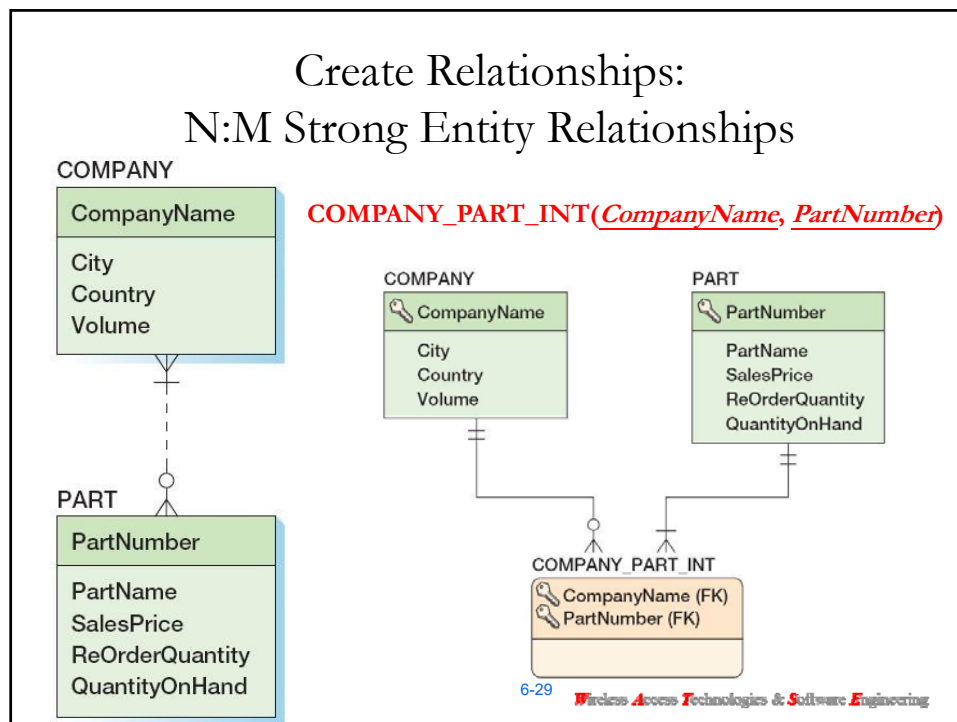 Create Relationships:
N:M Strong Entity Relationships
COMPANY
CompanyName
City
Country
Volume
PART
PartNumber
PartName
SalesPrice
ReOrderQuantity
QuantityOnHand
COMPANY_PART_INT(CompanyName, PartNumber)
COMPANY
CompanyName
City
Country
Volume
PART
PartNumber
PartName
SalesPrice
ReOrderQuantity
QuantityOnHand
COMPANY_PART_INT
CompanyName (FK)
PartNumber (FK)
6-29
Wireless Access Technologies & Software Engineering